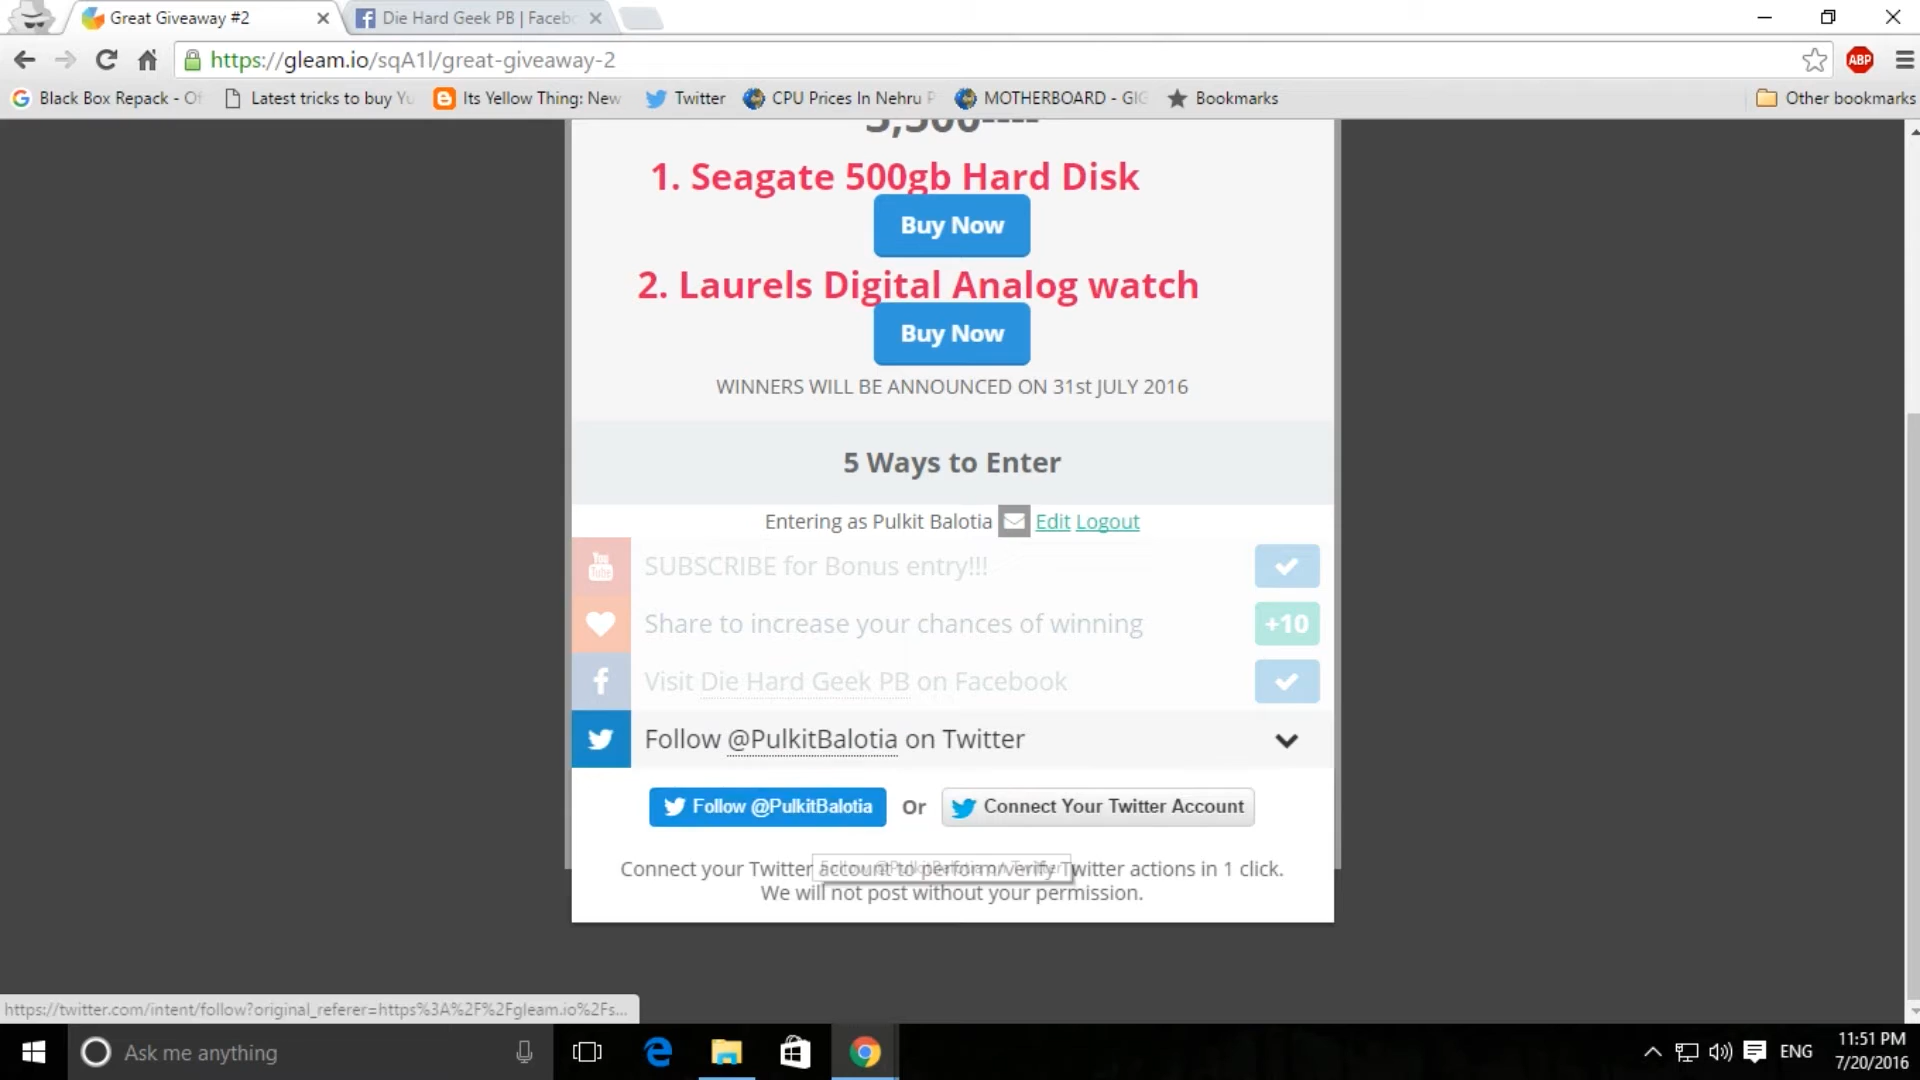 Great Giveaway #2
Die Hard Geek PB | Facebo
https://gleam.io/sqA1l/great-giveaway-2
ABP
Black Box Repack - Of
Latest tricks to buy Yu
Its Yellow Thing: New
Twitter
CPU Prices In Nehru P
MOTHERBOARD - GIG
Bookmarks
Other bookmarks
1. Seagate 500gb Hard Disk
Buy Now
2. Laurels Digital Analog watch
Buy Now
WINNERS WILL BE ANNOUNCED ON 31st JULY 2016
5 Ways to Enter
Entering as Pulkit Balotia Edit Logout
You Tube
SUBSCRIBE for Bonus entry!!!
Share to increase your chances of winning
+10
Visit Die Hard Geek PB on Facebook
Follow @PulkitBalotia on Twitter
Follow @PulkitBalotia Or Connect Your Twitter Account
Connect your Twitter account to perform/verify Twitter actions in 1 click.
We will not post without your permission.
https://twitter.com/intent/follow?original_referer=https%3A%2F%2Fgleam.io%2Fs...
Ask me anything
ENG
11:51 PM
7/20/2016